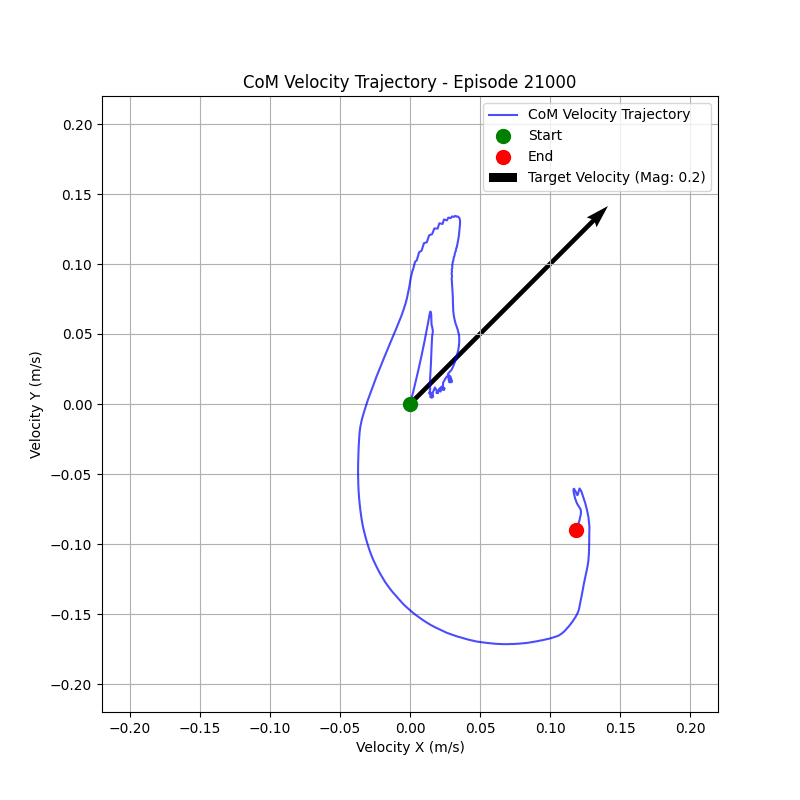 CoM Velocity Trajectory - Episode 21000
CoM Velocity Trajectory
Start
End
Target Velocity (Mag: 0.2)
Velocity Y (m/s)
0.20
0.15
0.10
0.05
0.00
−0.05
−0.10
−0.15
−0.20
−0.20
−0.15
−0.10
−0.05
0.00
0.05
0.10
0.15
0.20
Velocity X (m/s)